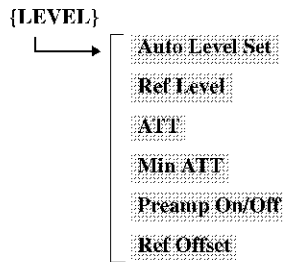 {LEVEL}
Auto Level Set
Ref Level
ATT
Min ATT
Preamp On/Off
Ref Offset